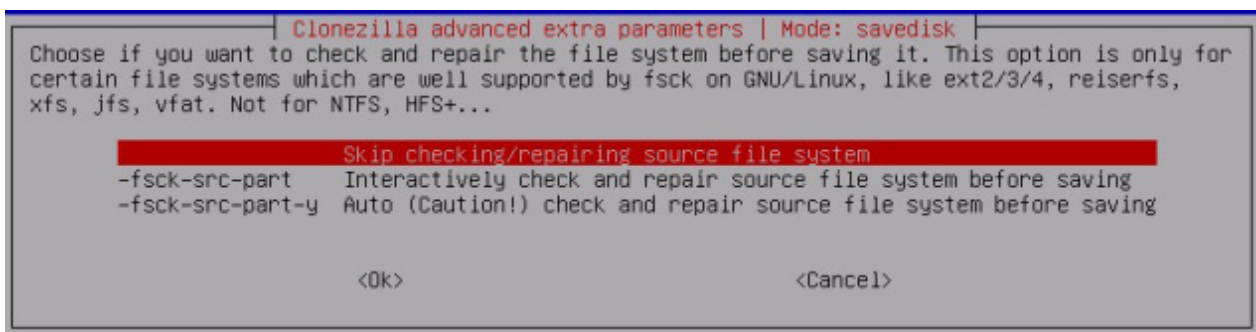 Clonezilla advanced extra parameters | Mode: savedisk
Choose if you want to check and repair the file system before saving it. This option is only for
certain file systems which are well supported by fsck on GNU/Linux, like ext2/3/4, reiserfs,
xfs, jfs, vfat. Not for NTFS, HFS+...
Skip checking/repairing source file system
-fsck-src-part Interactively check and repair source file system before saving
-fsck-src-part-y Auto (Caution!) check and repair source file system before saving
<Ok> <Cancel>